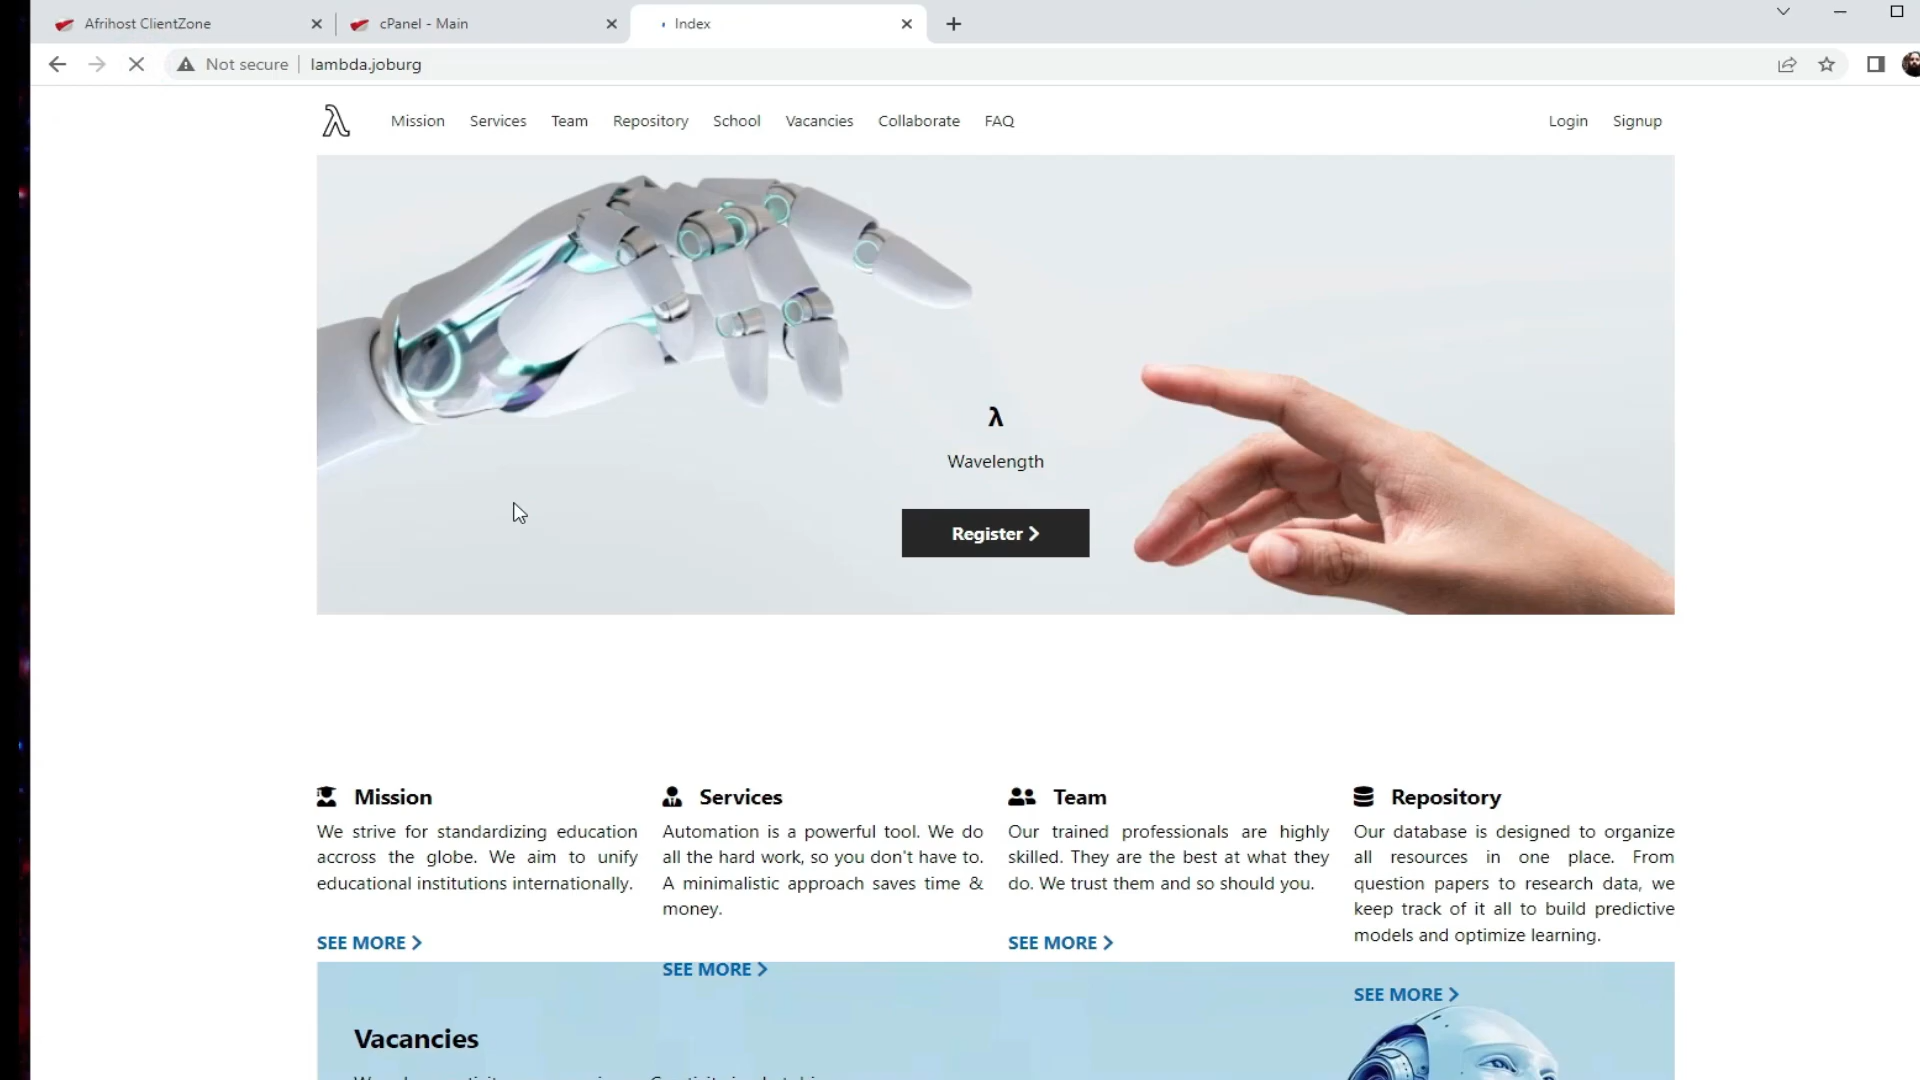 Afrihost ClientZone
cPanel - Main
Index
Not secure
lambda.joburg
Mission Services Team Repository School Vacancies Collaborate FAQ
Login Signup
λ
Wavelength
Register
Mission
We strive for standardizing education
accross the globe. We aim to unify
educational institutions internationally.
SEE MORE
Services
Automation is a powerful tool. We do
all the hard work, so you don't have to.
A minimalistic approach saves time &
money.
SEE MORE
Team
Our trained professionals are highly
skilled. They are the best at what they
do. We trust them and so should you.
SEE MORE
Repository
Our database is designed to organize
all resources in one place. From
question papers to research data, we
keep track of it all to build predictive
models and optimize learning.
SEE MORE
Vacancies